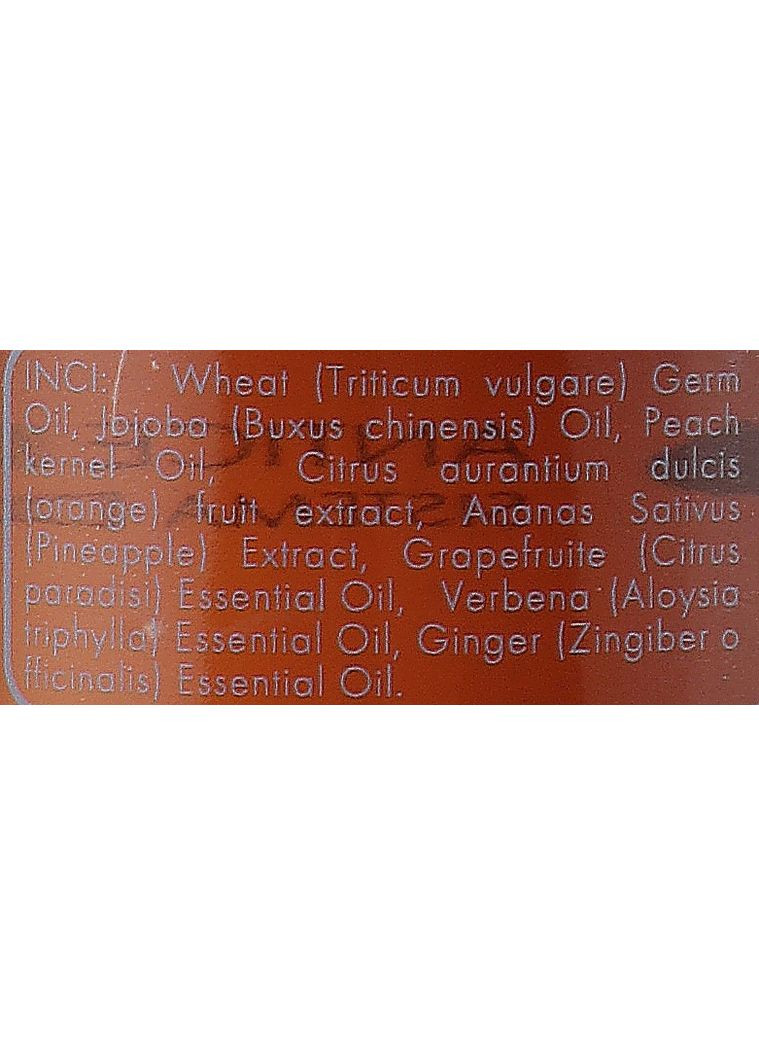 INCI: Wheat (Triticum vulgare) Germ
Oil, Jojoba (Buxus chinensis) Oil, Peach
kernel Oil, Citrus aurantium dulcis
(orange) fruit extract, Ananas Sativus
(Pineapple) Extract, Grapefruite (Citrus
paradisi) Essential Oil, Verbena (Aloysia
triphylla) Essential Oil, Ginger (Zingiber o
fficinalis) Essential Oil.